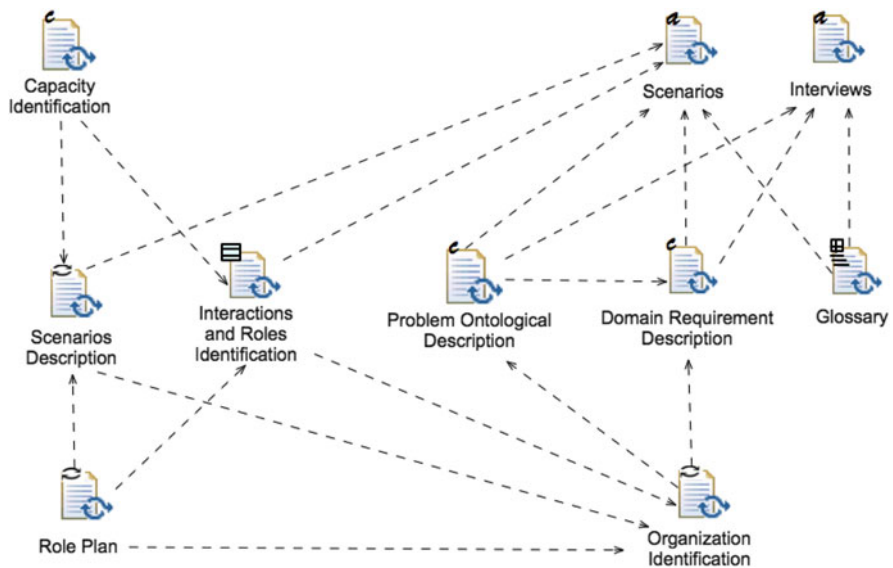 c
a
a
Capacity
Identification
Scenarios
Interviews
c
c
Scenarios
Description
Interactions
and Roles
Identification
Problem Ontological
Description
Domain Requirement
Description
Glossary
Role Plan
Organization
Identification